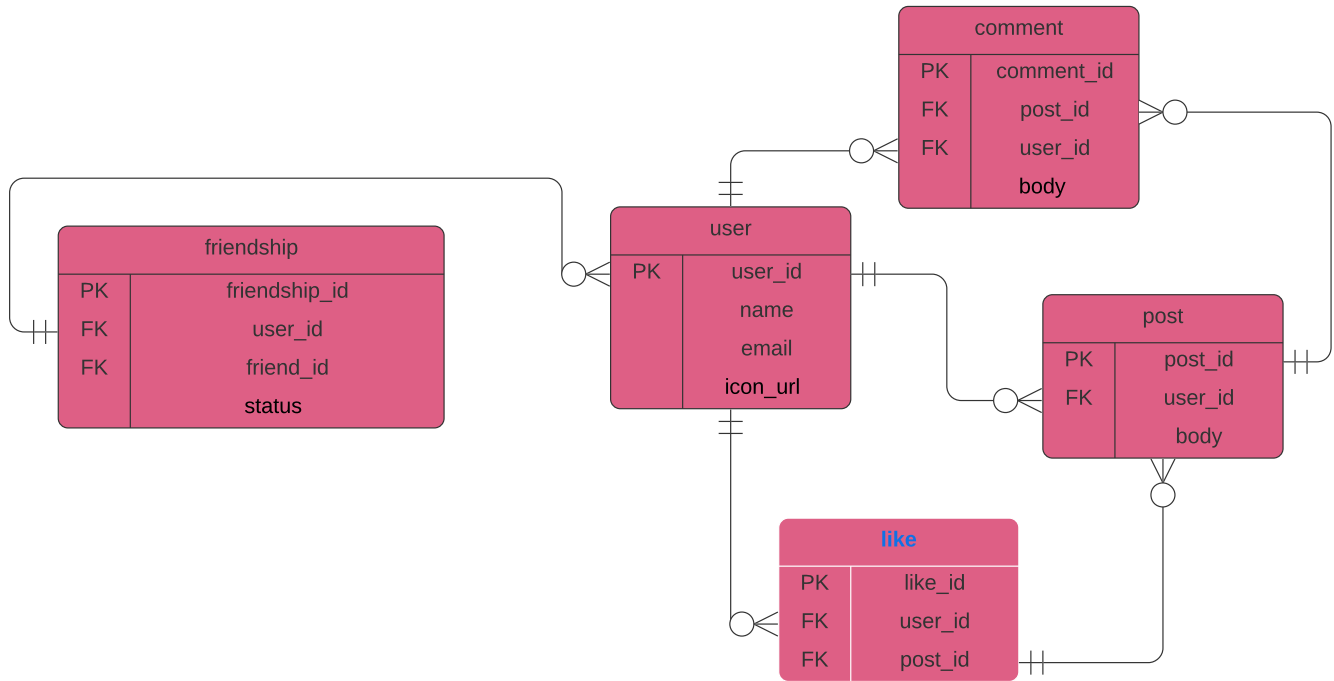 comment
PK comment_id
FK post_id
FK user_id
body
friendship
PK friendship_id
FK user_id
FK friend_id
status
user
PK user_id
name
email
icon_url
post
PK post_id
FK user_id
body
like
PK like_id
FK user_id
FK post_id